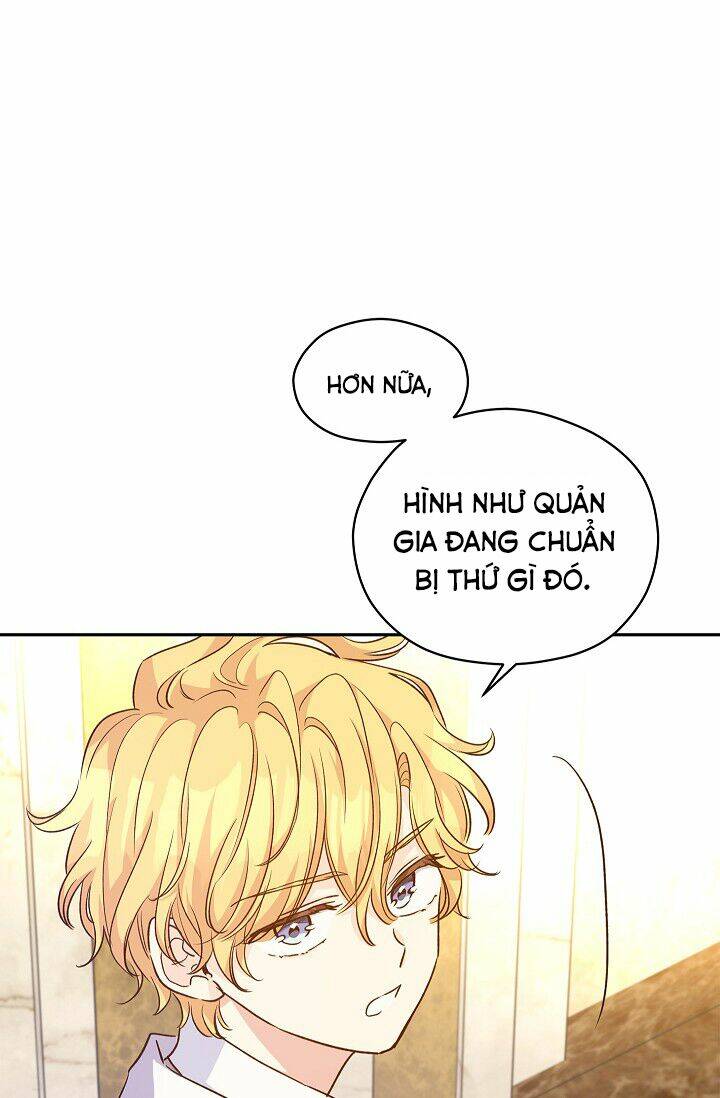 HƠN NỮA,
HÌNH NHƯ QUẢN
GIA ĐANG CHUẨN
BỊ THỨ GÌ ĐÓ.